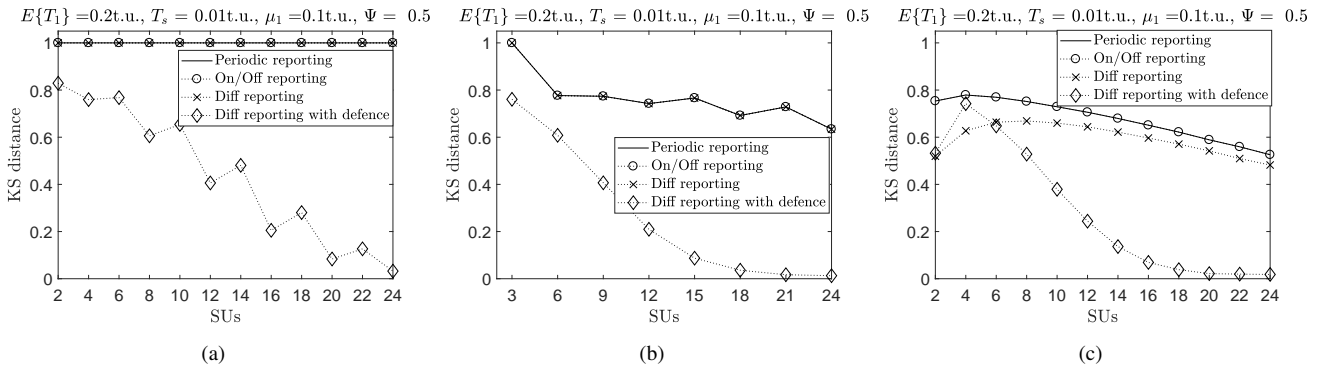 E{T₁} =0.2t.u., Tₛ = 0.01t.u., μ₁ =0.1t.u., Ψ = 0.5
1
0.8
0.6
0.4
0.2
0
KS distance
Periodic reporting
On/Off reporting
Diff reporting
Diff reporting with defence
2 4 6 8 10 12 14 16 18 20 22 24
SUs
(a)
E{T₁} =0.2t.u., Tₛ = 0.01t.u., μ₁ =0.1t.u., Ψ = 0.5
1
0.8
0.6
0.4
0.2
0
KS distance
Periodic reporting
On/Off reporting
Diff reporting
Diff reporting with defence
3 6 9 12 15 18 21 24
SUs
(b)
E{T₁} =0.2t.u., Tₛ = 0.01t.u., μ₁ =0.1t.u., Ψ = 0.5
1
0.8
0.6
0.4
0.2
0
KS distance
Periodic reporting
On/Off reporting
Diff reporting
Diff reporting with defence
2 4 6 8 10 12 14 16 18 20 22 24
SUs
(c)